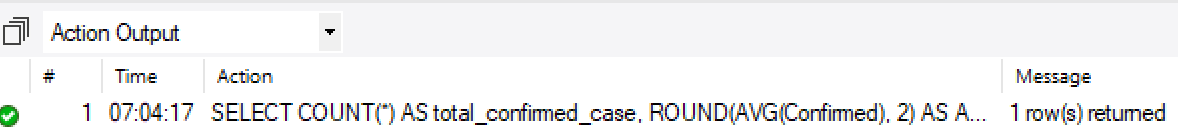 Action Output
# Time Action Message
1 07:04:17 SELECT COUNT(*) AS total_confirmed_case, ROUND(AVG(Confirmed), 2) AS A... 1 row(s) returned